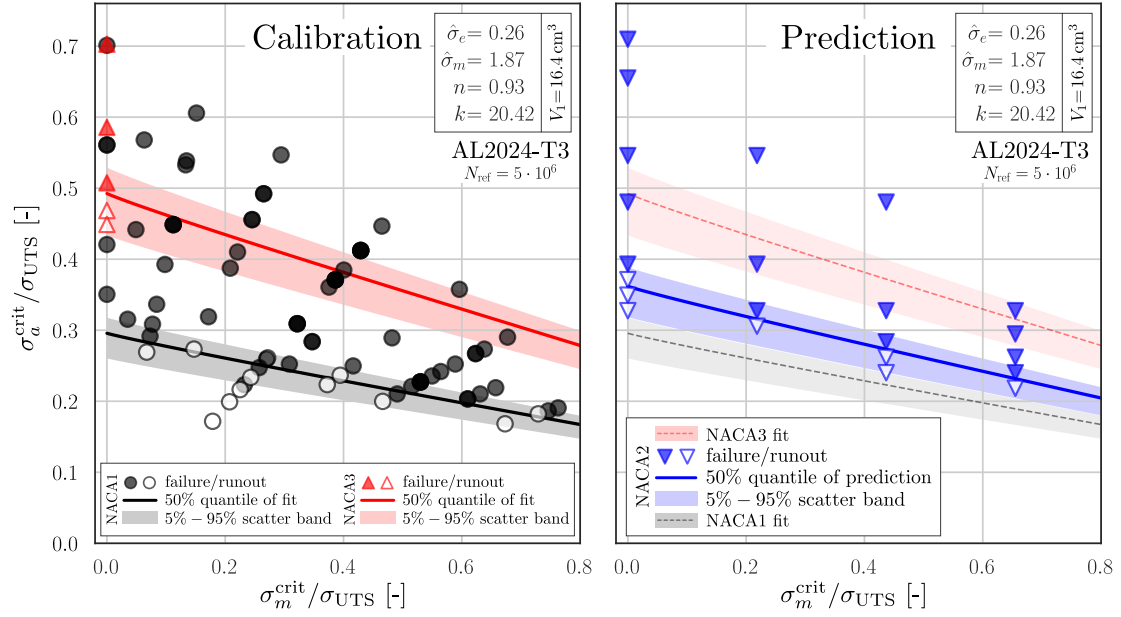 Calibration
σ̂ₑ= 0.26
σ̂ₘ= 1.87
n= 0.93
k= 20.42
V₁=16.4 cm³
AL2024-T3
N_ref = 5·10⁶
0.7
0.6
0.5
0.4
0.3
0.2
0.1
0.0
σₐ^crit/σ_UTS [-]
NACA1
failure/runout
50% quantile of fit
5% − 95% scatter band
NACA3
failure/runout
50% quantile of fit
5% − 95% scatter band
0.0 0.2 0.4 0.6 0.8
σₘ^crit/σ_UTS [-]
Prediction
σ̂ₑ= 0.26
σ̂ₘ= 1.87
n= 0.93
k= 20.42
V₁=16.4 cm³
AL2024-T3
N_ref = 5·10⁶
NACA3 fit
NACA2
failure/runout
50% quantile of prediction
5% − 95% scatter band
NACA1 fit
0.0 0.2 0.4 0.6 0.8
σₘ^crit/σ_UTS [-]